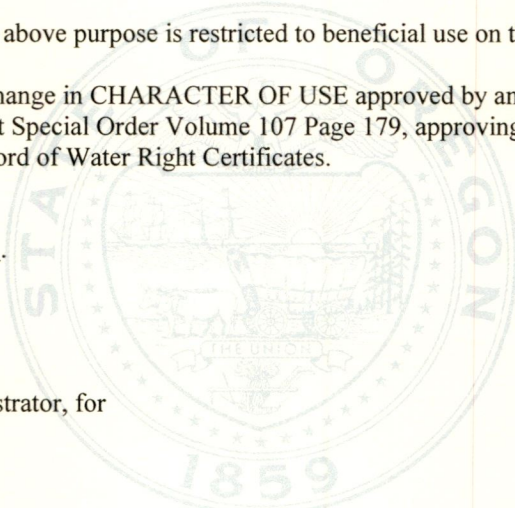 above purpose is restricted to beneficial use on t
hange in CHARACTER OF USE approved by an
t Special Order Volume 107 Page 179, approving
ord of Water Right Certificates.
strator, for
STATE OF OREGON
THE UNION
1859